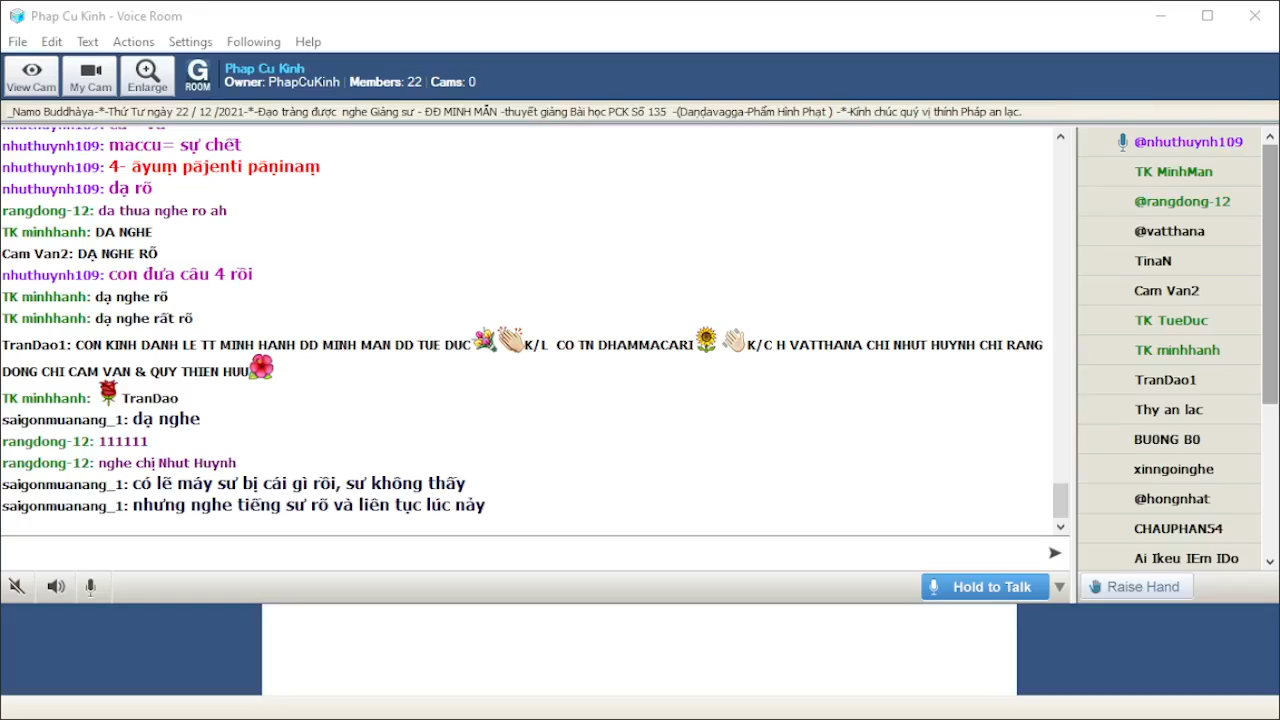 Phap Cu Kinh - Voice Room
File Edit Text Actions Settings Following Help
View Cam
My Cam
Enlarge
G
ROOM
Phap Cu Kinh
Owner: PhapCuKinh | Members: 22 | Cams: 0
_Namo Buddhàya-*-Thứ Tư ngày 22 / 12 /2021-*-Đạo tràng được nghe Giảng sư - ĐĐ MINH MẪN -thuyết giảng Bài học PCK Số 135 -(Daṇḍavagga-Phẩm Hình Phạt ) -*-Kính chúc quý vị thính Pháp an lạc.
nhuthuynh109: maccu= sự chết
nhuthuynh109: 4- āyuṃ pājenti pāṇinaṃ
nhuthuynh109: dạ rõ
rangdong-12: da thua nghe ro ah
TK minhhanh: DA NGHE
Cam Van2: DẠ NGHE RÕ
nhuthuynh109: con đưa câu 4 rồi
TK minhhanh: dạ nghe rõ
TK minhhanh: dạ nghe rất rõ
TranDao1: CON KINH DANH LE TT MINH HANH DD MINH MAN DD TUE DUC K/L CO TN DHAMMACARI K/C H VATTHANA CHI NHUT HUYNH CHI RANG
DONG CHI CAM VAN & QUY THIEN HUU
TK minhhanh: TranDao
saigonmuanang_1: dạ nghe
rangdong-12: 111111
rangdong-12: nghe chị Nhut Huynh
saigonmuanang_1: có lẽ máy sư bị cái gì rồi, sư không thấy
saigonmuanang_1: nhưng nghe tiếng sư rõ và liên tục lúc nảy
@nhuthuynh109
TK MinhMan
@rangdong-12
@vatthana
TinaN
Cam Van2
TK TueDuc
TK minhhanh
TranDao1
Thy an lac
BU0NG B0
xinngoinghe
@hongnhat
CHAUPHAN54
Ai Ikeu IEm IDo
Hold to Talk
Raise Hand